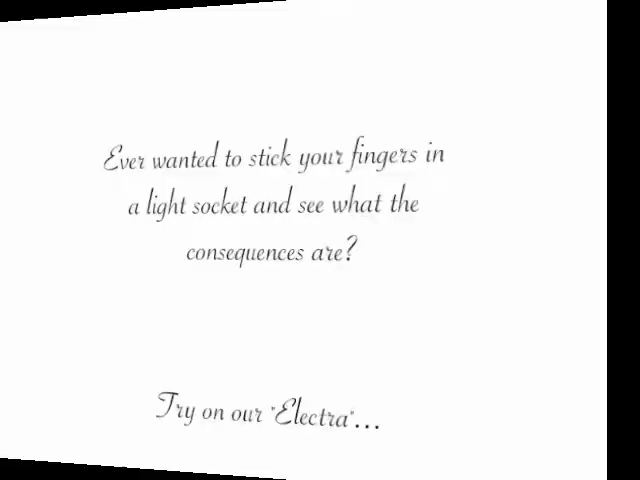 Ever wanted to stick your fingers in
a light socket and see what the
consequences are?
Try on our "Electra"...